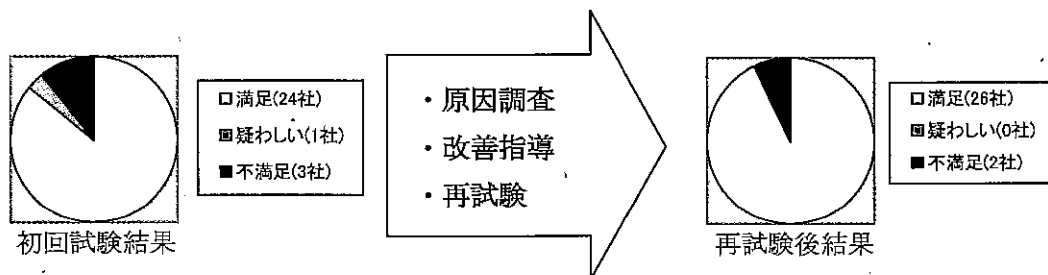 □満足(24社)
▣疑わしい(1社)
■不満足(3社)
初回試験結果
・原因調査
・改善指導
・再試験
□満足(26社)
▣疑わしい(0社)
■不満足(2社)
再試験後結果